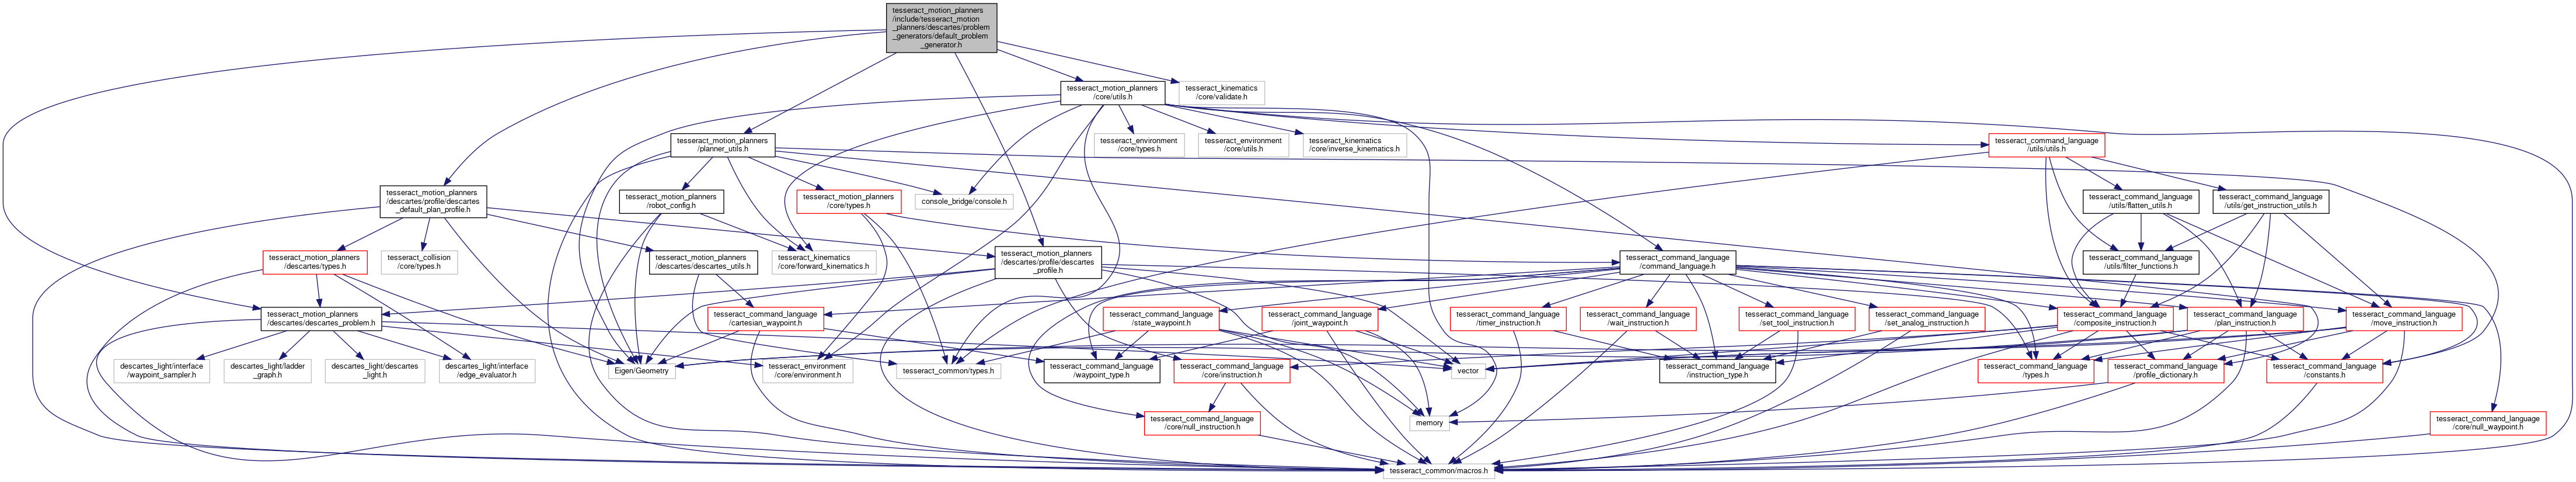 tesseract_motion_planners
/include/tesseract_motion
_planners/descartes/problem
_generators/default_problem
_generator.h
tesseract_motion_planners
/core/utils.h
tesseract_kinematics
/core/validate.h
tesseract_motion_planners
/planner_utils.h
tesseract_environment
/core/types.h
tesseract_environment
/core/utils.h
tesseract_kinematics
/core/inverse_kinematics.h
tesseract_command_language
/utils/utils.h
tesseract_motion_planners
/descartes/profile/descartes
_default_plan_profile.h
tesseract_motion_planners
/robot_config.h
tesseract_motion_planners
/core/types.h
console_bridge/console.h
tesseract_command_language
/utils/flatten_utils.h
tesseract_command_language
/utils/get_instruction_utils.h
tesseract_motion_planners
/descartes/types.h
tesseract_collision
/core/types.h
tesseract_motion_planners
/descartes/descartes_utils.h
tesseract_kinematics
/core/forward_kinematics.h
tesseract_motion_planners
/descartes/profile/descartes
_profile.h
tesseract_command_language
/command_language.h
tesseract_command_language
/utils/filter_functions.h
tesseract_motion_planners
/descartes/descartes_problem.h
tesseract_command_language
/cartesian_waypoint.h
tesseract_command_language
/state_waypoint.h
tesseract_command_language
/joint_waypoint.h
tesseract_command_language
/timer_instruction.h
tesseract_command_language
/wait_instruction.h
tesseract_command_language
/set_tool_instruction.h
tesseract_command_language
/set_analog_instruction.h
tesseract_command_language
/composite_instruction.h
tesseract_command_language
/plan_instruction.h
tesseract_command_language
/move_instruction.h
descartes_light/interface
/waypoint_sampler.h
descartes_light/ladder
_graph.h
descartes_light/descartes
_light.h
descartes_light/interface
/edge_evaluator.h
Eigen/Geometry
tesseract_environment
/core/environment.h
tesseract_common/types.h
tesseract_command_language
/waypoint_type.h
tesseract_command_language
/core/instruction.h
vector
tesseract_command_language
/instruction_type.h
tesseract_command_language
/types.h
tesseract_command_language
/profile_dictionary.h
tesseract_command_language
/constants.h
tesseract_command_language
/core/null_instruction.h
memory
tesseract_command_language
/core/null_waypoint.h
tesseract_common/macros.h